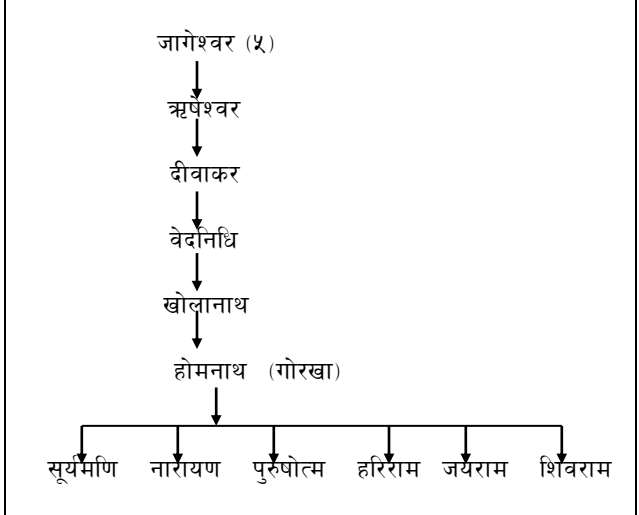 जागेश्वर (५)
ऋषेश्वर
दीवाकर
वेदनिधि
खोलानाथ
होमनाथ (गोरखा)
सूर्यमणि नारायण पुरुषोत्म हरिराम जयराम शिवराम